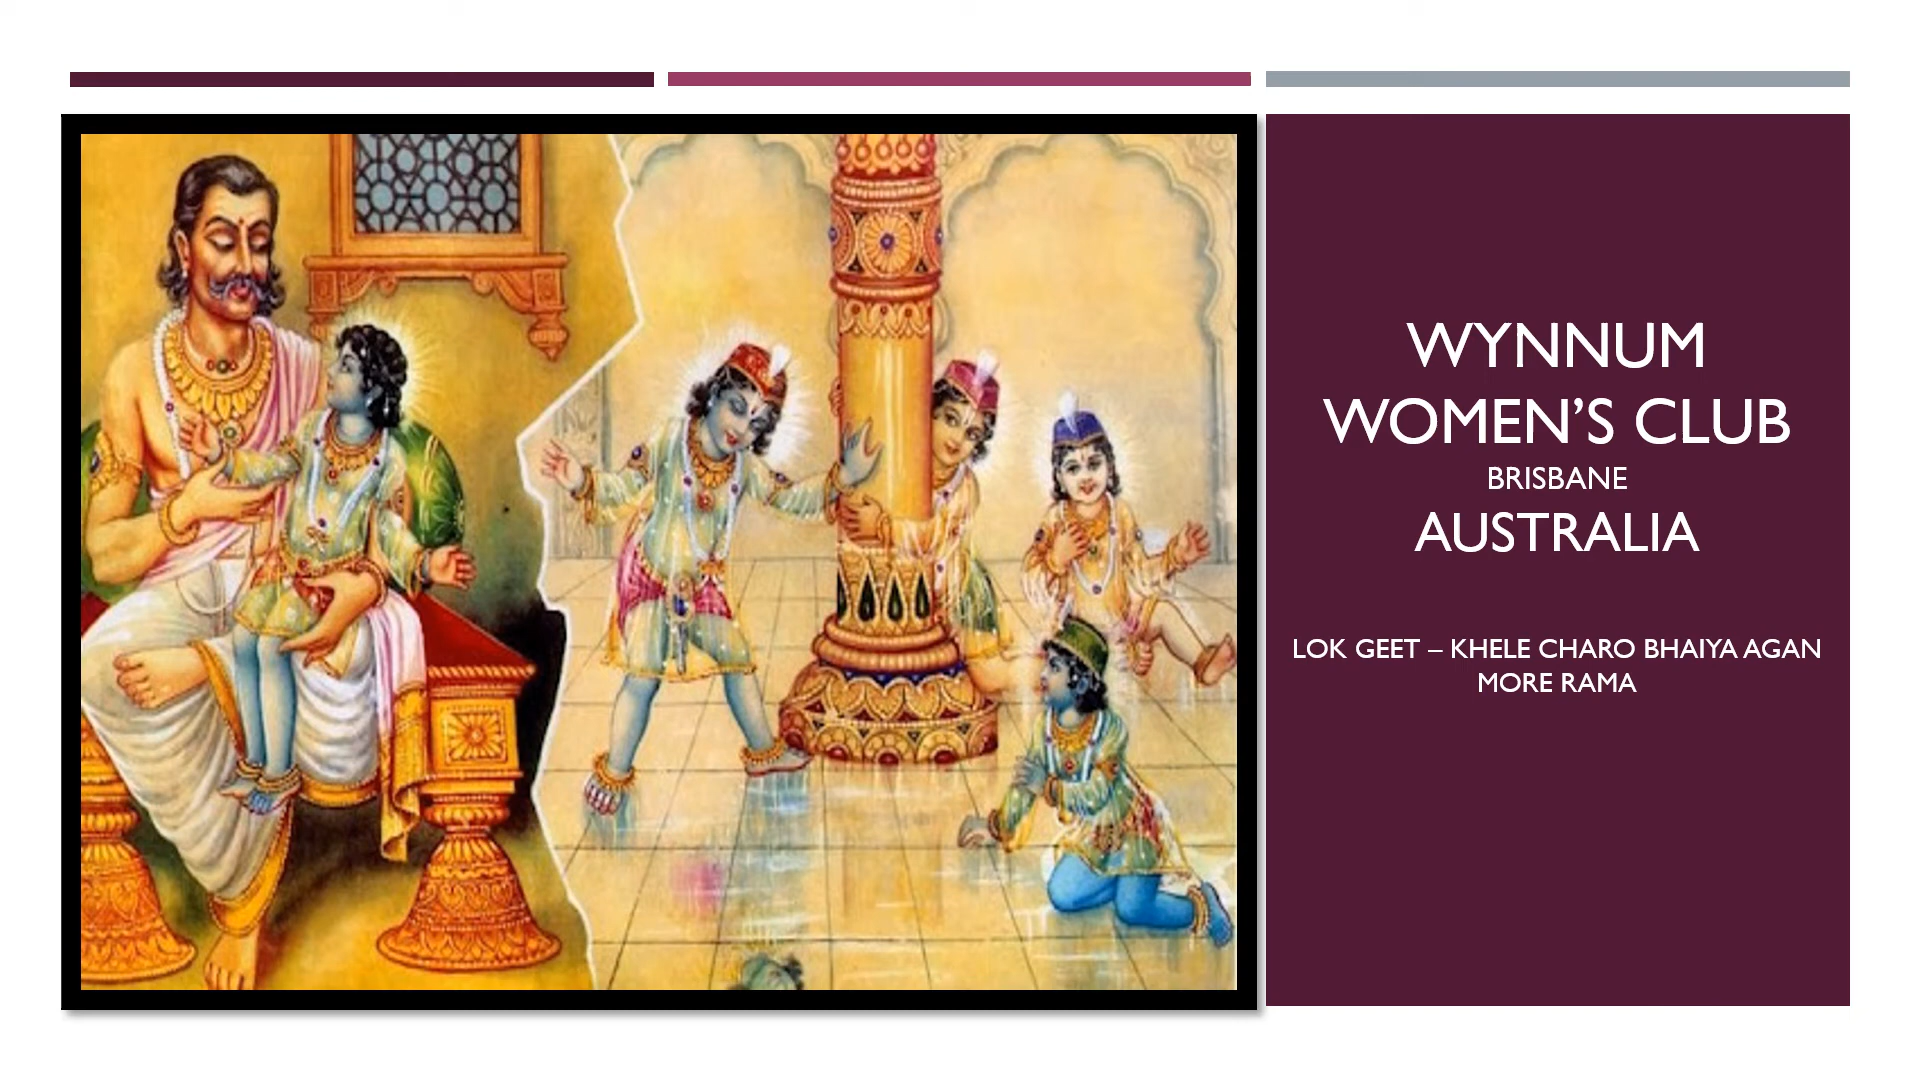 WYNNUM
WOMEN’S CLUB
BRISBANE
AUSTRALIA
LOK GEET – KHELE CHARO BHAIYA AGAN
MORE RAMA